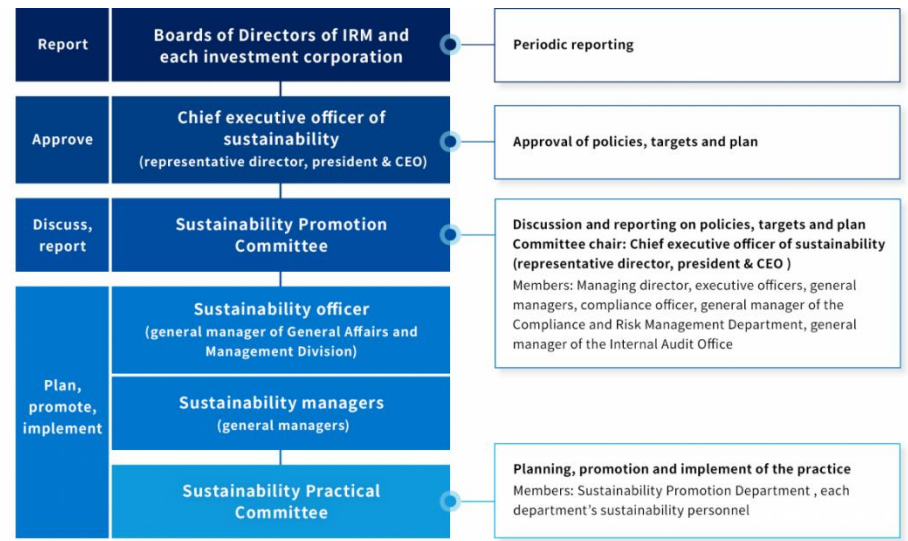 Report
Boards of Directors of IRM and
each investment corporation
Periodic reporting
Approve
Chief executive officer of
sustainability
(representative director, president & CEO)
Approval of policies, targets and plan
Discuss,
report
Sustainability Promotion
Committee
Discussion and reporting on policies, targets and plan
Committee chair: Chief executive officer of sustainability
(representative director, president & CEO )
Members: Managing director, executive officers, general
managers, compliance officer, general manager of the
Compliance and Risk Management Department, general
manager of the Internal Audit Office
Plan,
promote,
implement
Sustainability officer
(general manager of General Affairs and
Management Division)
Sustainability managers
(general managers)
Sustainability Practical
Committee
Planning, promotion and implement of the practice
Members: Sustainability Promotion Department , each
department's sustainability personnel